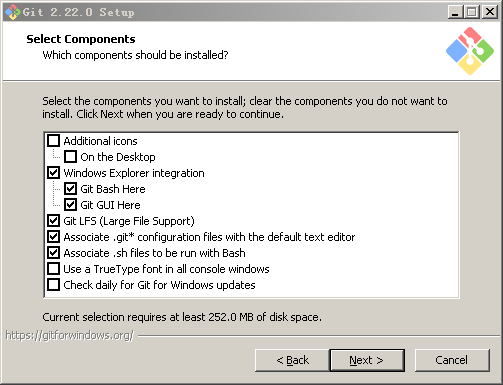 Git 2.22.0 Setup
Select Components
Which components should be installed?
Select the components you want to install; clear the components you do not want to
install. Click Next when you are ready to continue.
Additional icons
On the Desktop
Windows Explorer integration
Git Bash Here
Git GUI Here
Git LFS (Large File Support)
Associate .git* configuration files with the default text editor
Associate .sh files to be run with Bash
Use a TrueType font in all console windows
Check daily for Git for Windows updates
Current selection requires at least 252.0 MB of disk space.
https://gitforwindows.org/
< Back
Next >
Cancel